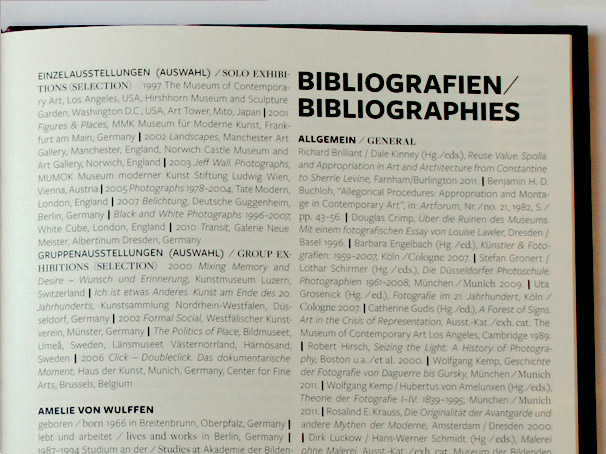 EINZELAUSSTELLUNGEN (AUSWAHL) / SOLO EXHIBI-
TIONS (SELECTION) 1997 The Museum of Contempora-
ry Art, Los Angeles, USA, Hirshhorn Museum and Sculpture
Garden, Washington D.C., USA, Art Tower, Mito, Japan | 2001
Figures & Places, MMK Museum für Moderne Kunst, Frank-
furt am Main, Germany | 2002 Landscapes, Manchester Art
Gallery, Manchester, England, Norwich Castle Museum and
Art Gallery, Norwich, England | 2003 Jeff Wall. Photographs,
MUMOK Museum moderner Kunst Stiftung Ludwig Wien,
Vienna, Austria | 2005 Photographs 1978–2004, Tate Modern,
London, England | 2007 Belichtung, Deutsche Guggenheim,
Berlin, Germany | Black and White Photographs 1996–2007,
White Cube, London, England | 2010 Transit, Galerie Neue
Meister, Albertinum Dresden, Germany
GRUPPENAUSSTELLUNGEN (AUSWAHL) / GROUP EX-
HIBITIONS (SELECTION) 2000 Mixing Memory and
Desire – Wunsch und Erinnerung, Kunstmuseum Luzern,
Switzerland | Ich ist etwas Anderes. Kunst am Ende des 20.
Jahrhunderts, Kunstsammlung Nordrhein-Westfalen, Düs-
seldorf, Germany | 2002 Formal Social, Westfälischer Kunst-
verein, Münster, Germany | The Politics of Place, Bildmuseet,
Umeå, Sweden, Länsmuseet Västernorrland, Härnösand,
Sweden | 2006 Click – Doubleclick. Das dokumentarische
Moment, Haus der Kunst, Munich, Germany, Center for Fine
Arts, Brussels, Belgium
AMELIE VON WULFFEN
geboren / born 1966 in Breitenbrunn, Oberpfalz, Germany |
lebt und arbeitet / lives and works in Berlin, Germany |
1987–1994 Studium an der / Studies at Akademie der Bilden-
BIBLIOGRAFIEN/
BIBLIOGRAPHIES
ALLGEMEIN / GENERAL
Richard Brilliant / Dale Kinney (Hg./eds.), Reuse Value. Spolia
and Appropriation in Art and Architecture from Constantine
to Sherrie Levine, Farnham/Burlington 2011. | Benjamin H. D.
Buchloh, "Allegorical Procedures: Appropriation and Monta-
ge in Contemporary Art", in: Artforum, Nr./no. 21, 1982, S./
pp. 43–56. | Douglas Crimp, Über die Ruinen des Museums.
Mit einem fotografischen Essay von Louise Lawler, Dresden /
Basel 1996. | Barbara Engelbach (Hg./ed.), Künstler & Foto-
grafien: 1959–2007, Köln /Cologne 2007. | Stefan Gronert /
Lothar Schirmer (Hg./eds.), Die Düsseldorfer Photoschule.
Photographien 1961–2008, München/Munich 2009. | Uta
Grosenick (Hg./ed.), Fotografie im 21. Jahrhundert, Köln /
Cologne 2007. | Catherine Gudis (Hg./ed.), A Forest of Signs.
Art in the Crisis of Representation, Ausst.-Kat./exh. cat. The
Museum of Contemporary Art Los Angeles, Cambridge 1989.
| Robert Hirsch, Seizing the Light. A History of Photogra-
phy, Boston u.a./et al. 2000. | Wolfgang Kemp, Geschichte
der Fotografie von Daguerre bis Gursky, München/Munich
2011. | Wolfgang Kemp / Hubertus von Amelunxen (Hg./eds.),
Theorie der Fotografie I–IV: 1839–1995, München / Munich
2011. | Rosalind E. Krauss, Die Originalität der Avantgarde und
andere Mythen der Moderne, Amsterdam / Dresden 2000.
| Dirk Luckow / Hans-Werner Schmidt (Hg./eds.), Malerei
ohne Malerei, Ausst.-Kat./exh. cat. Museum der Bildenden